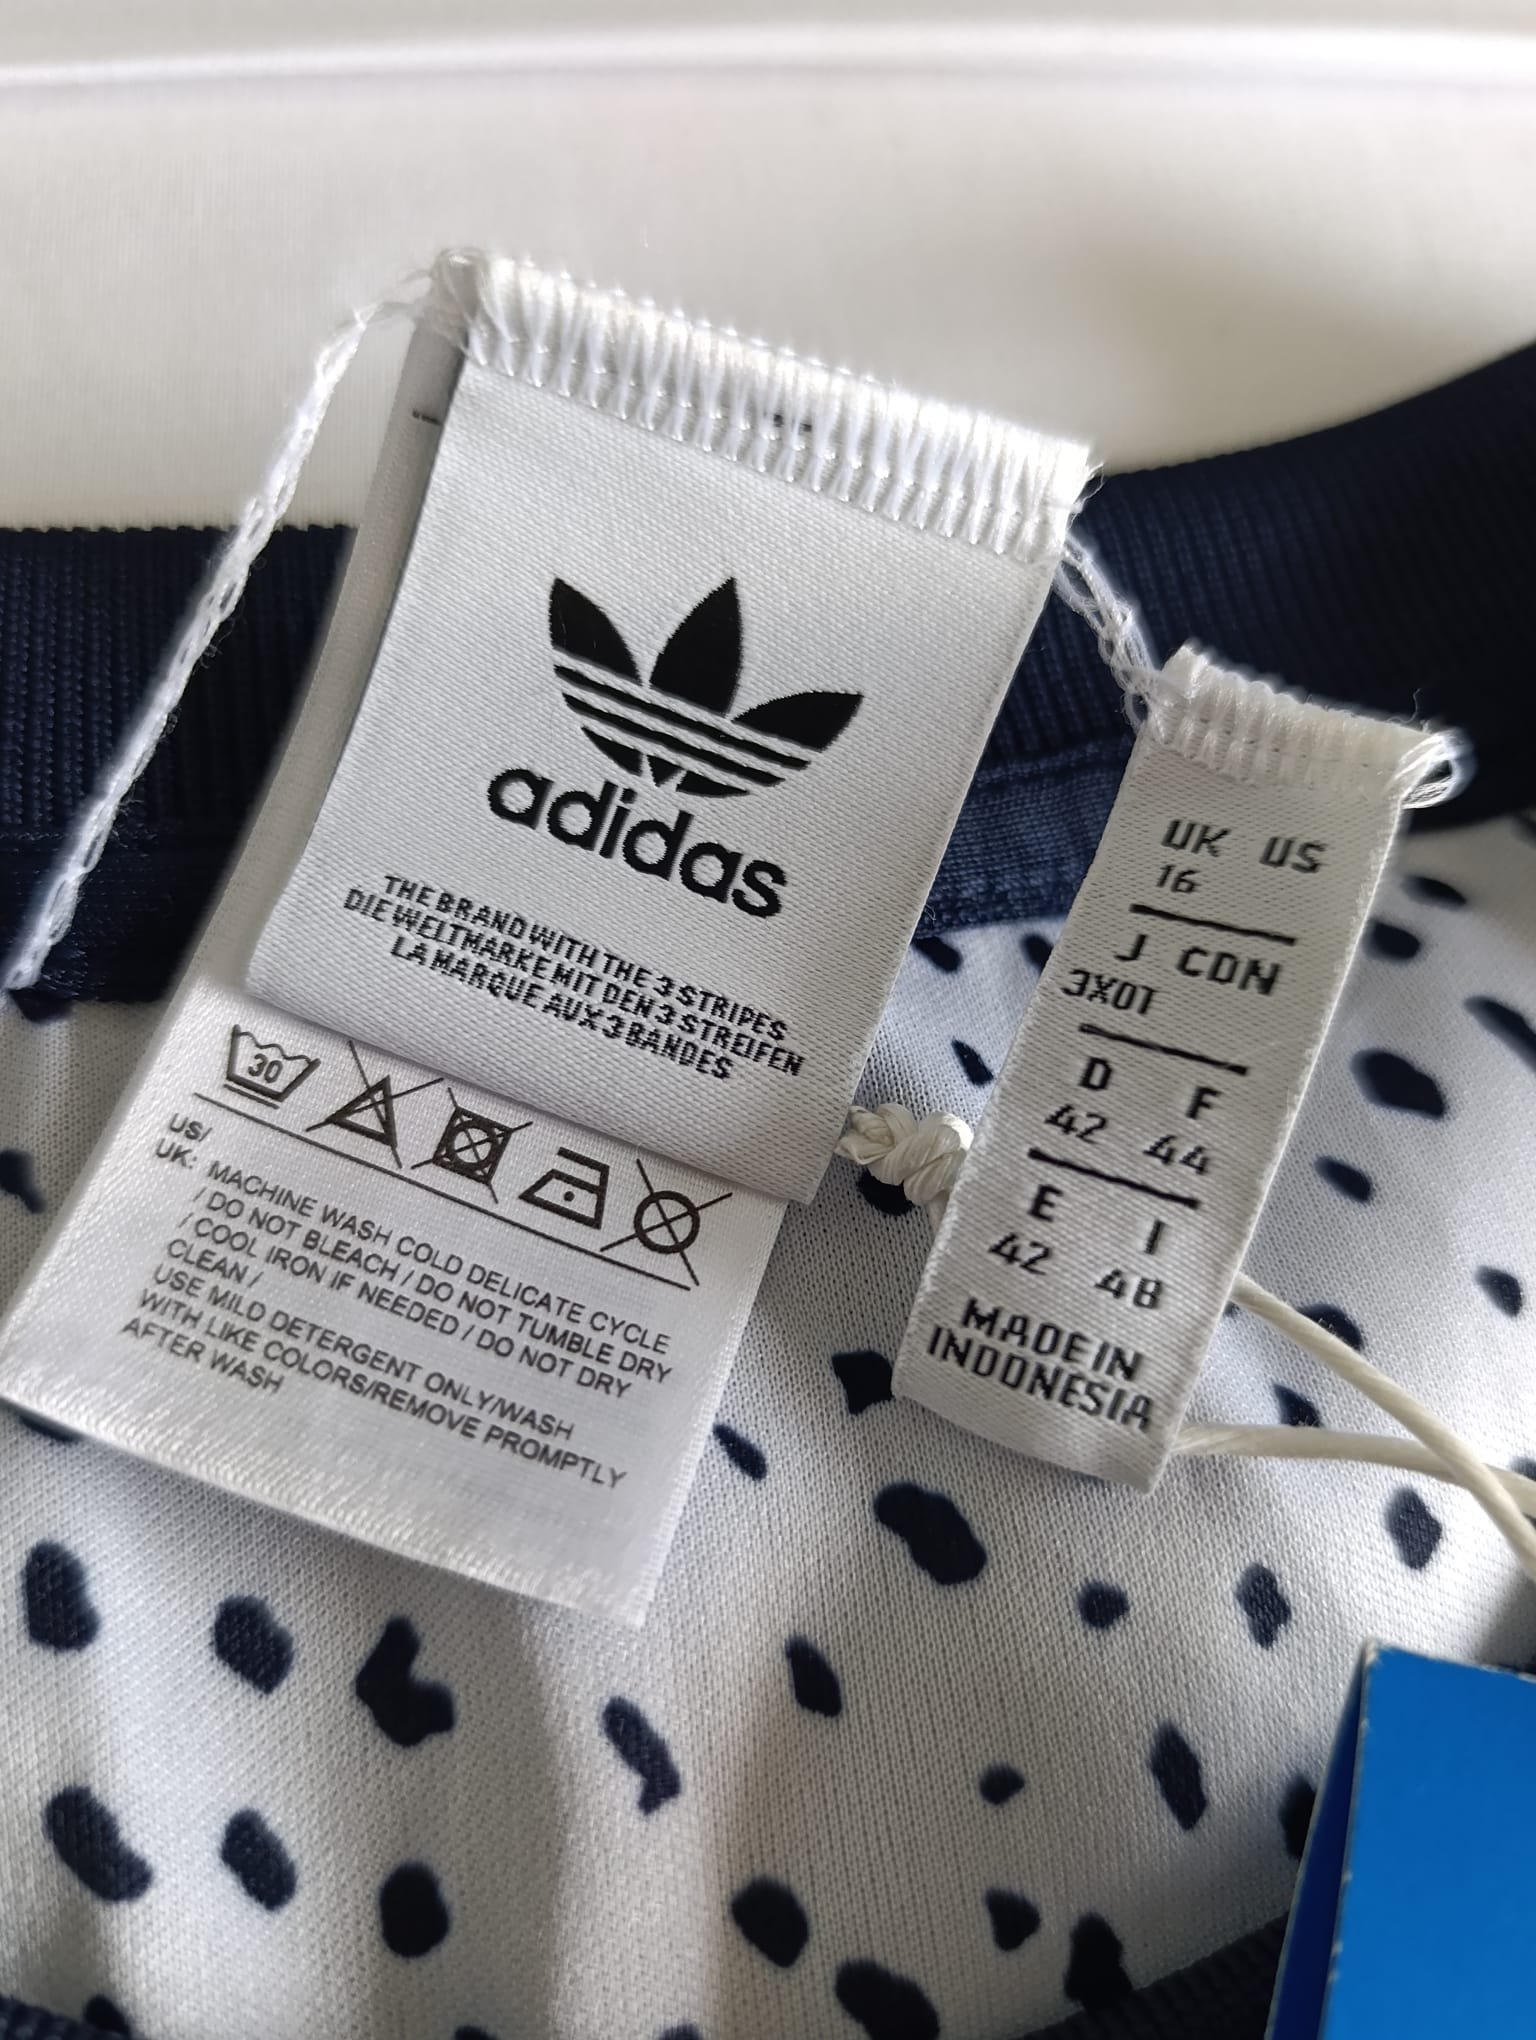 adidas
THE BRAND WITH THE 3 STRIPES
DIE WELTMARKE MIT DEN 3 STREIFEN
LA MARQUE AUX 3 BANDES
30
US/
UK: MACHINE WASH COLD DELICATE CYCLE
/ DO NOT BLEACH / DO NOT TUMBLE DRY
/ COOL IRON IF NEEDED / DO NOT DRY
CLEAN /
USE MILD DETERGENT ONLY/WASH
WITH LIKE COLORS/REMOVE PROMPTLY
AFTER WASH
UK US
16
J CDN
3XOT
D F
42 44
E I
42 48
MADE IN
INDONESIA